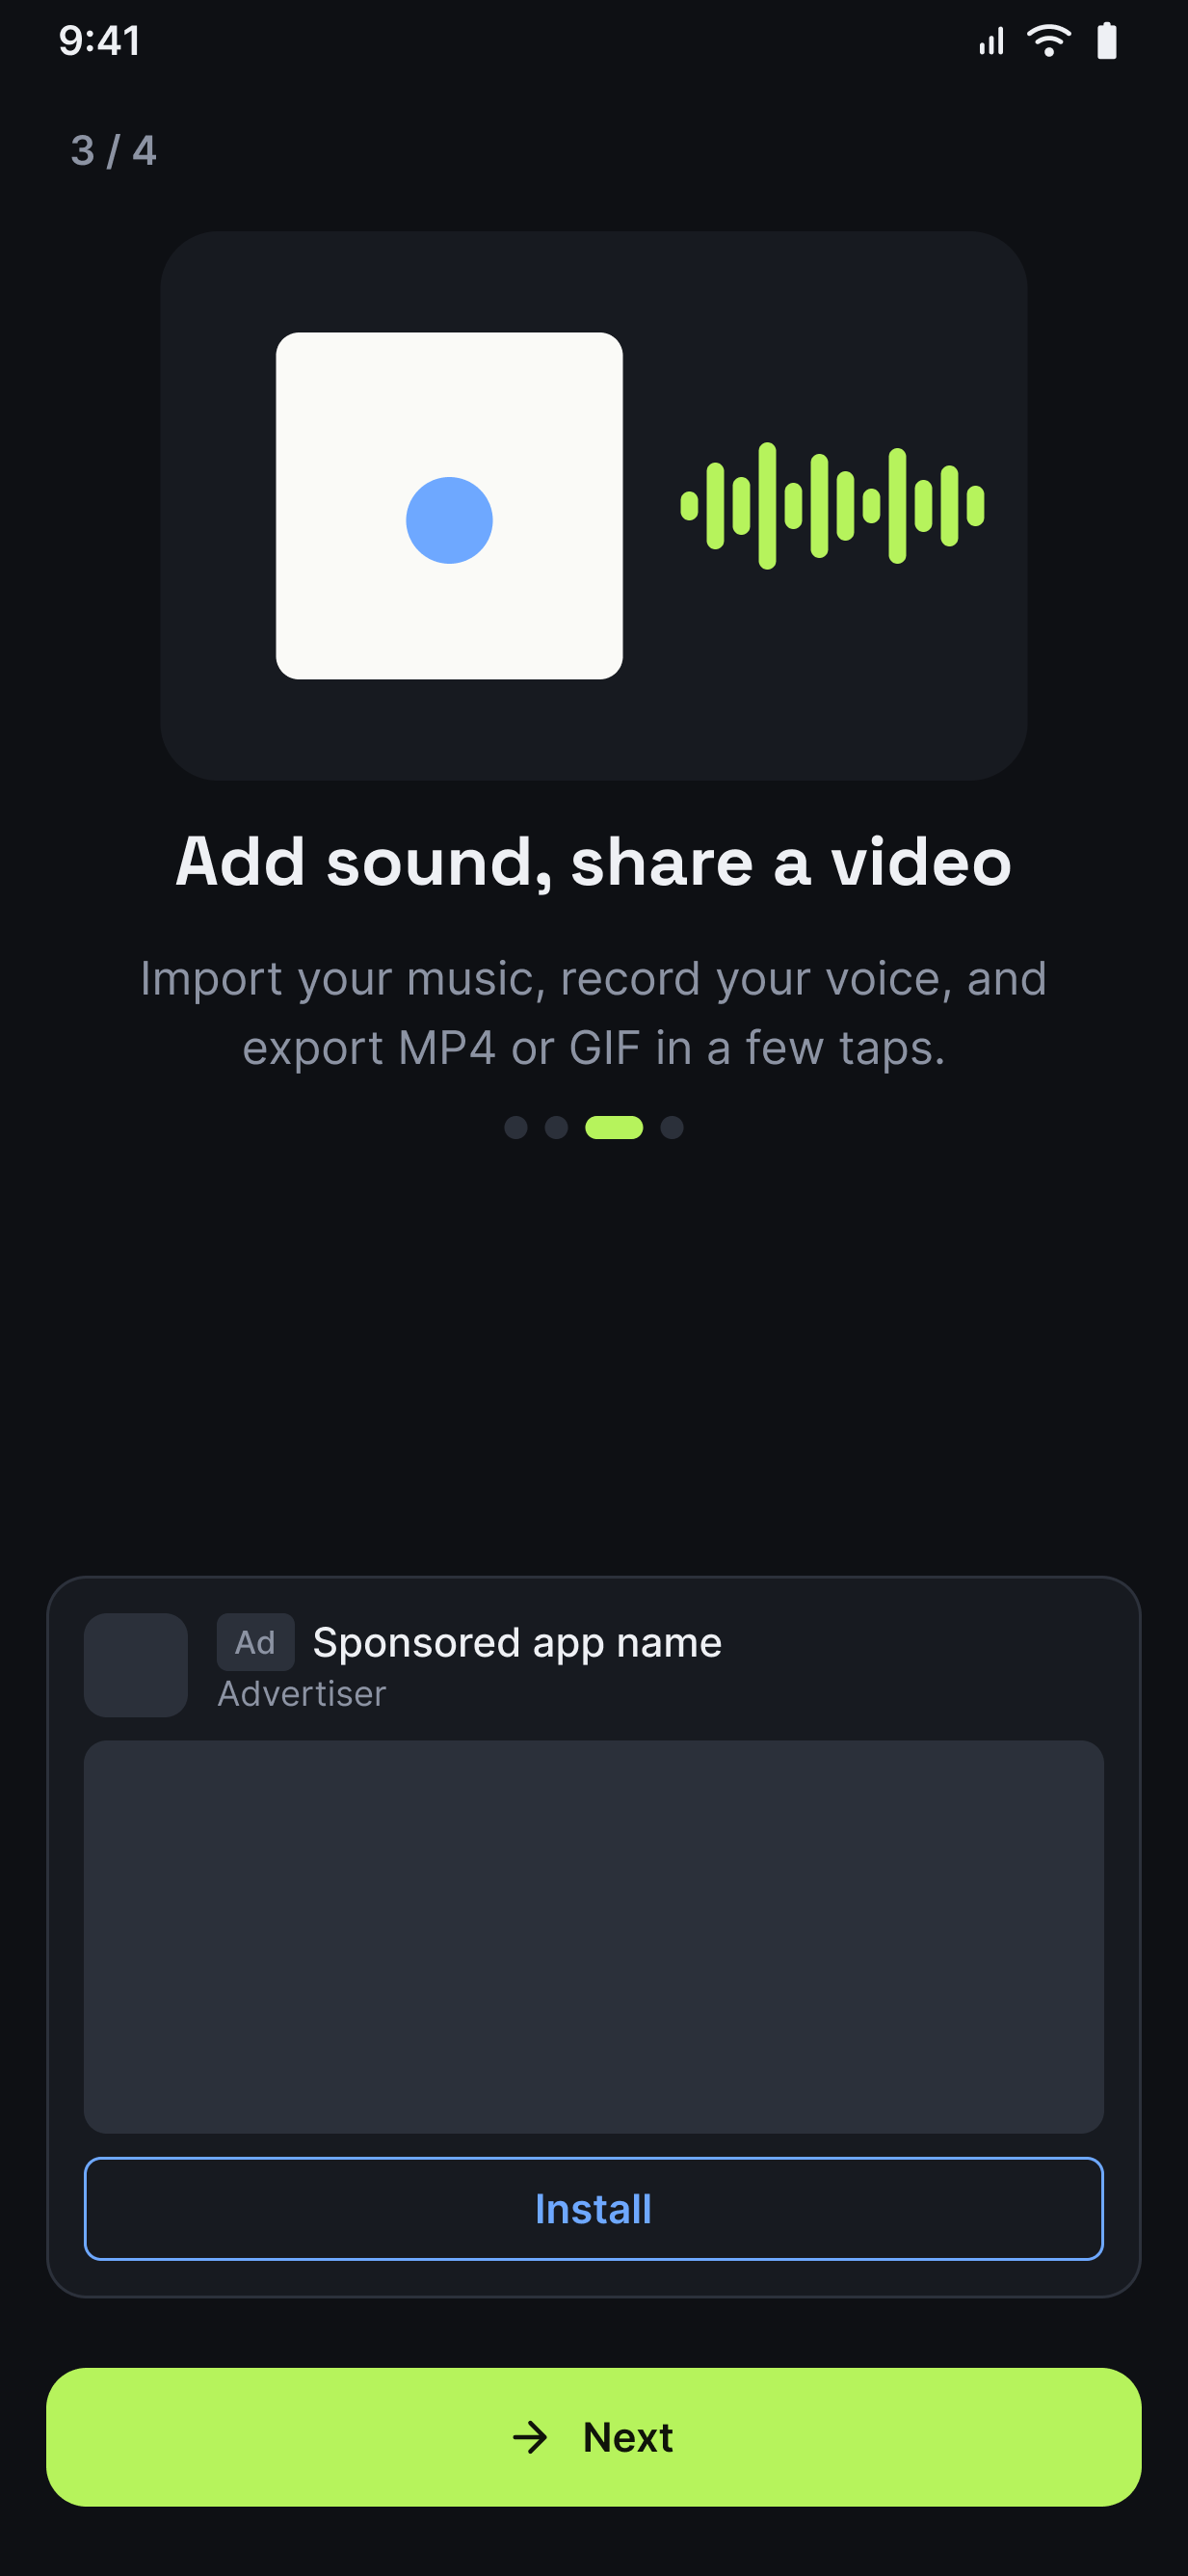 9:41
3 / 4
Add sound, share a video
Import your music, record your voice, and
export MP4 or GIF in a few taps.
Ad Sponsored app name
Advertiser
Install
Next